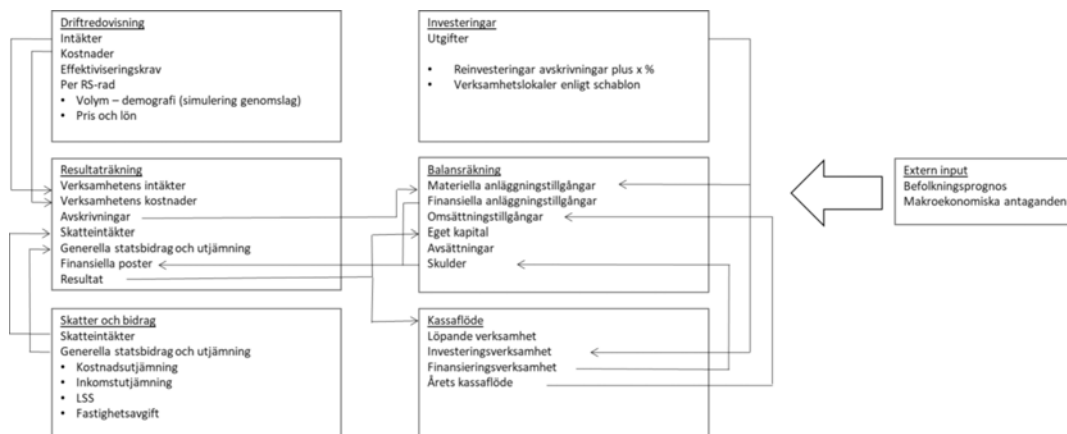 Driftredovisning
Intäkter
Kostnader
Effektiviseringskrav
Per RS-rad
• Volym – demografi (simulering genomslag)
• Pris och lön
Investeringar
Utgifter
• Reinvesteringar avskrivningar plus x %
• Verksamhetslokaler enligt schablon
Resultaträkning
Verksamhetens intäkter
Verksamhetens kostnader
Avskrivningar
Skatteintäkter
Generella statsbidrag och utjämning
Finansiella poster
Resultat
Balansräkning
Materiella anläggningstillgångar
Finansiella anläggningstillgångar
Omsättningstillgångar
Eget kapital
Avsättningar
Skulder
Extern input
Befolkningsprognos
Makroekonomiska antaganden
Skatter och bidrag
Skatteintäkter
Generella statsbidrag och utjämning
• Kostnadsutjämning
• Inkomstutjämning
• LSS
• Fastighetsavgift
Kassaflöde
Löpande verksamhet
Investeringsverksamhet
Finansieringsverksamhet
Årets kassaflöde